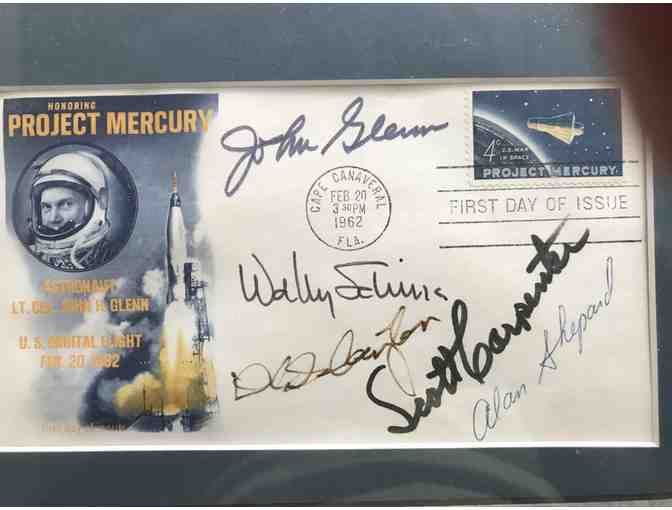 HONORING
PROJECT MERCURY
ASTRONAUT
LT. COL. JOHN H. GLENN
U.S. ORBITAL FLIGHT
FEB. 20, 1962
John Glenn
CAPE CANAVERAL
FEB 20
3 30 PM
1962
FLA.
4c
U.S. MAN
IN SPACE
PROJECT MERCURY
FIRST DAY OF ISSUE
Wally Schirra
Scott Carpenter
Alan Shepard